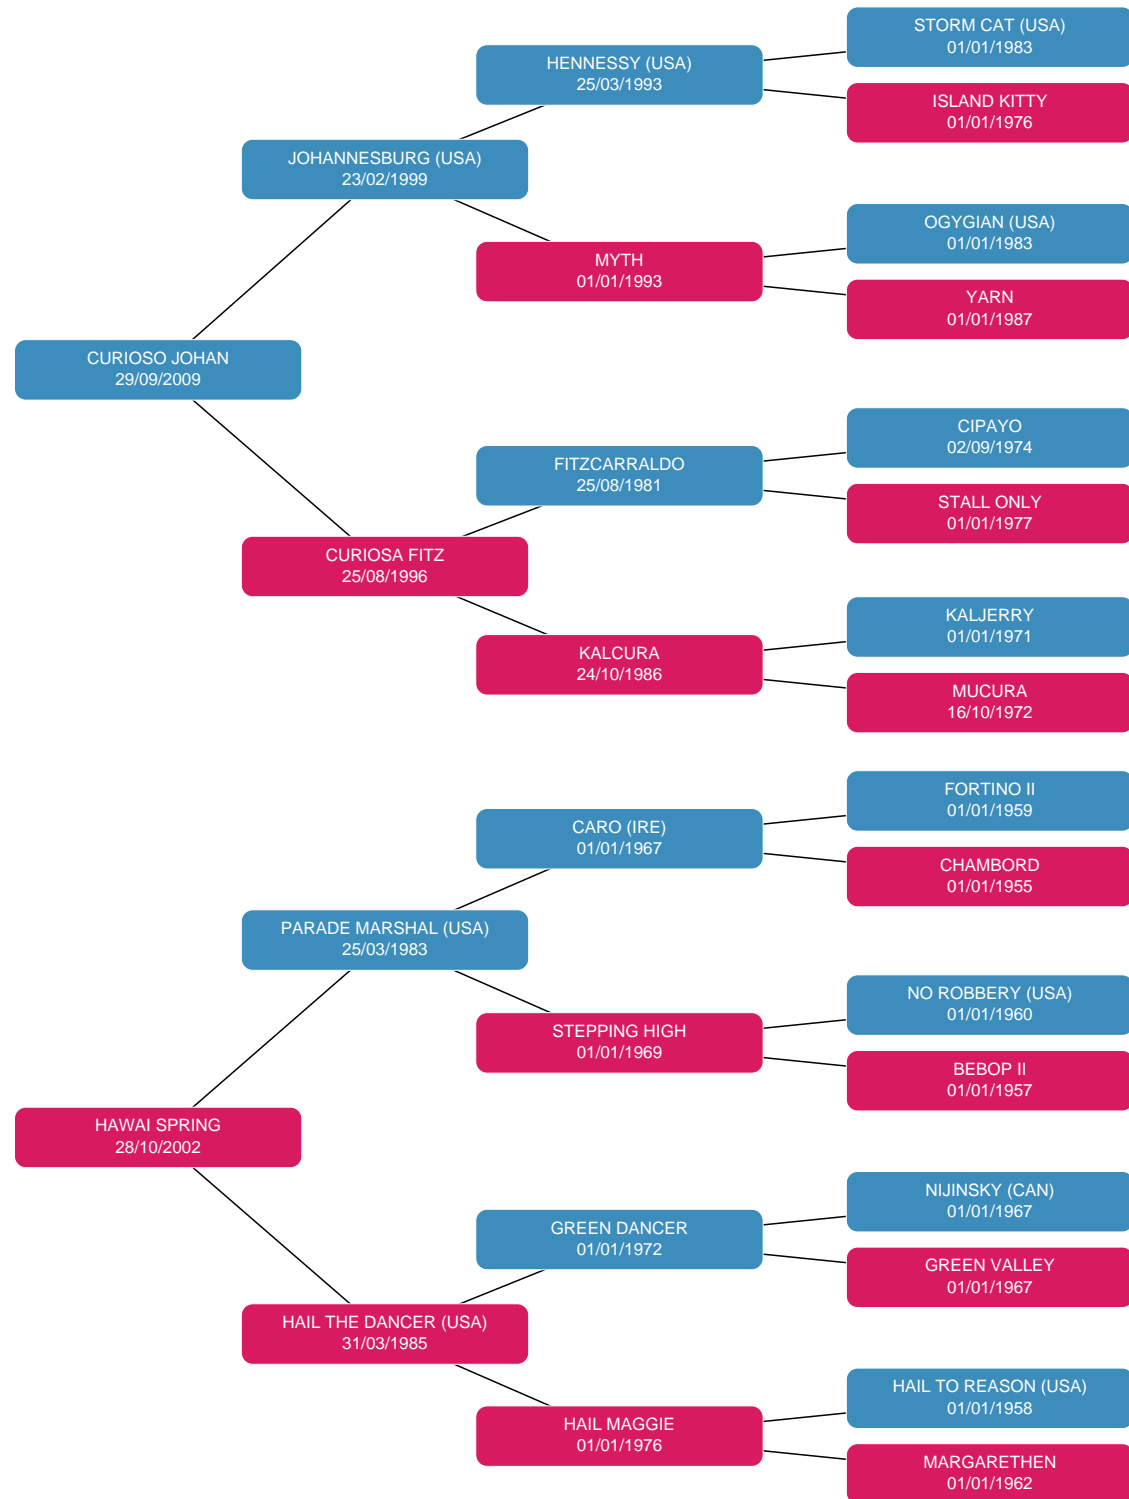 STORM CAT (USA)
01/01/1983
HENNESSY (USA)
25/03/1993
ISLAND KITTY
01/01/1976
JOHANNESBURG (USA)
23/02/1999
OGYGIAN (USA)
01/01/1983
MYTH
01/01/1993
YARN
01/01/1987
CURIOSO JOHAN
29/09/2009
CIPAYO
02/09/1974
FITZCARRALDO
25/08/1981
STALL ONLY
01/01/1977
CURIOSA FITZ
25/08/1996
KALJERRY
01/01/1971
KALCURA
24/10/1986
MUCURA
16/10/1972
FORTINO II
01/01/1959
CARO (IRE)
01/01/1967
CHAMBORD
01/01/1955
PARADE MARSHAL (USA)
25/03/1983
NO ROBBERY (USA)
01/01/1960
STEPPING HIGH
01/01/1969
BEBOP II
01/01/1957
HAWAI SPRING
28/10/2002
NIJINSKY (CAN)
01/01/1967
GREEN DANCER
01/01/1972
GREEN VALLEY
01/01/1967
HAIL THE DANCER (USA)
31/03/1985
HAIL TO REASON (USA)
01/01/1958
HAIL MAGGIE
01/01/1976
MARGARETHEN
01/01/1962